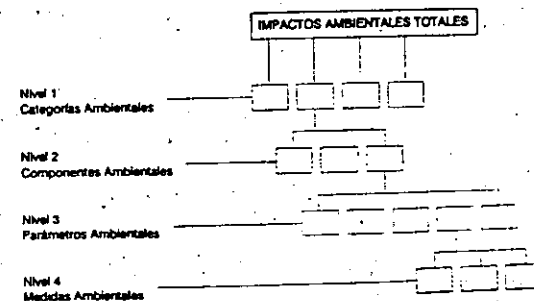 IMPACTOS AMBIENTALES TOTALES
Nivel 1
Categorías Ambientales
Nivel 2
Componentes Ambientales
Nivel 3
Parámetros Ambientales
Nivel 4
Medidas Ambientales